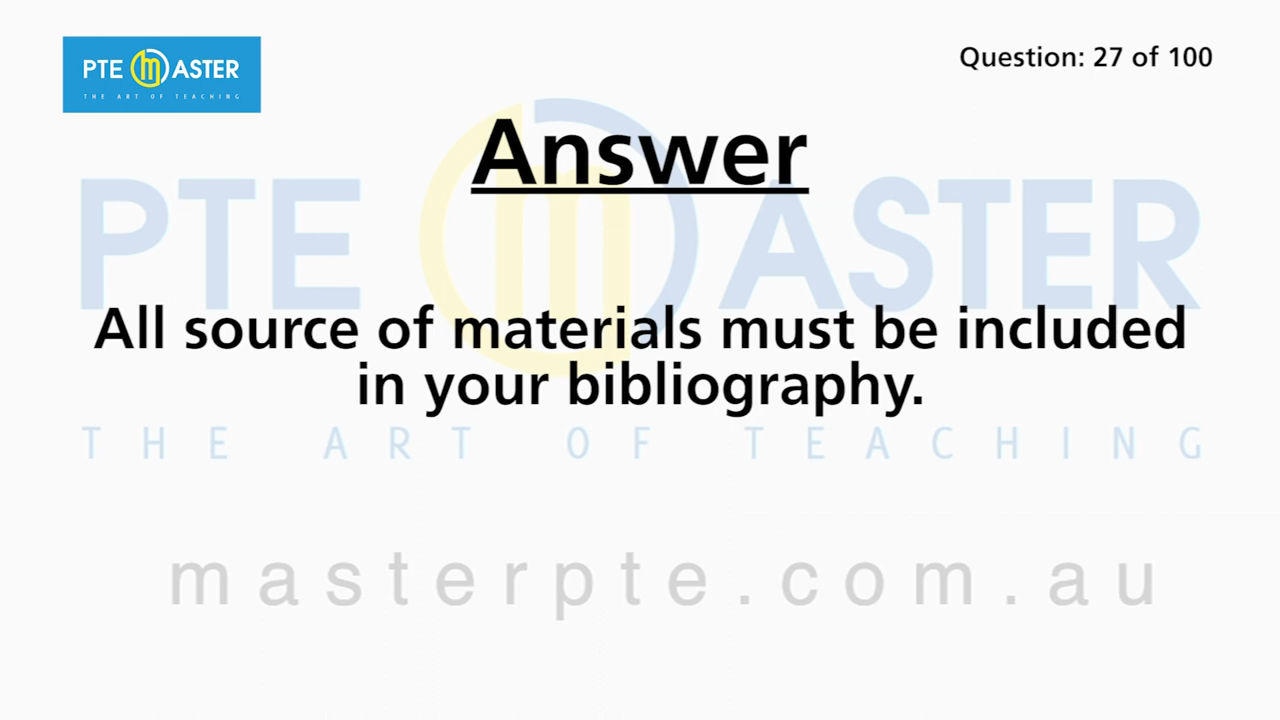 PTE MASTER
THE ART OF TEACHING
Question: 27 of 100
Answer
PTE MASTER
All source of materials must be included
in your bibliography.
THE ART OF TEACHING
masterpte.com.au